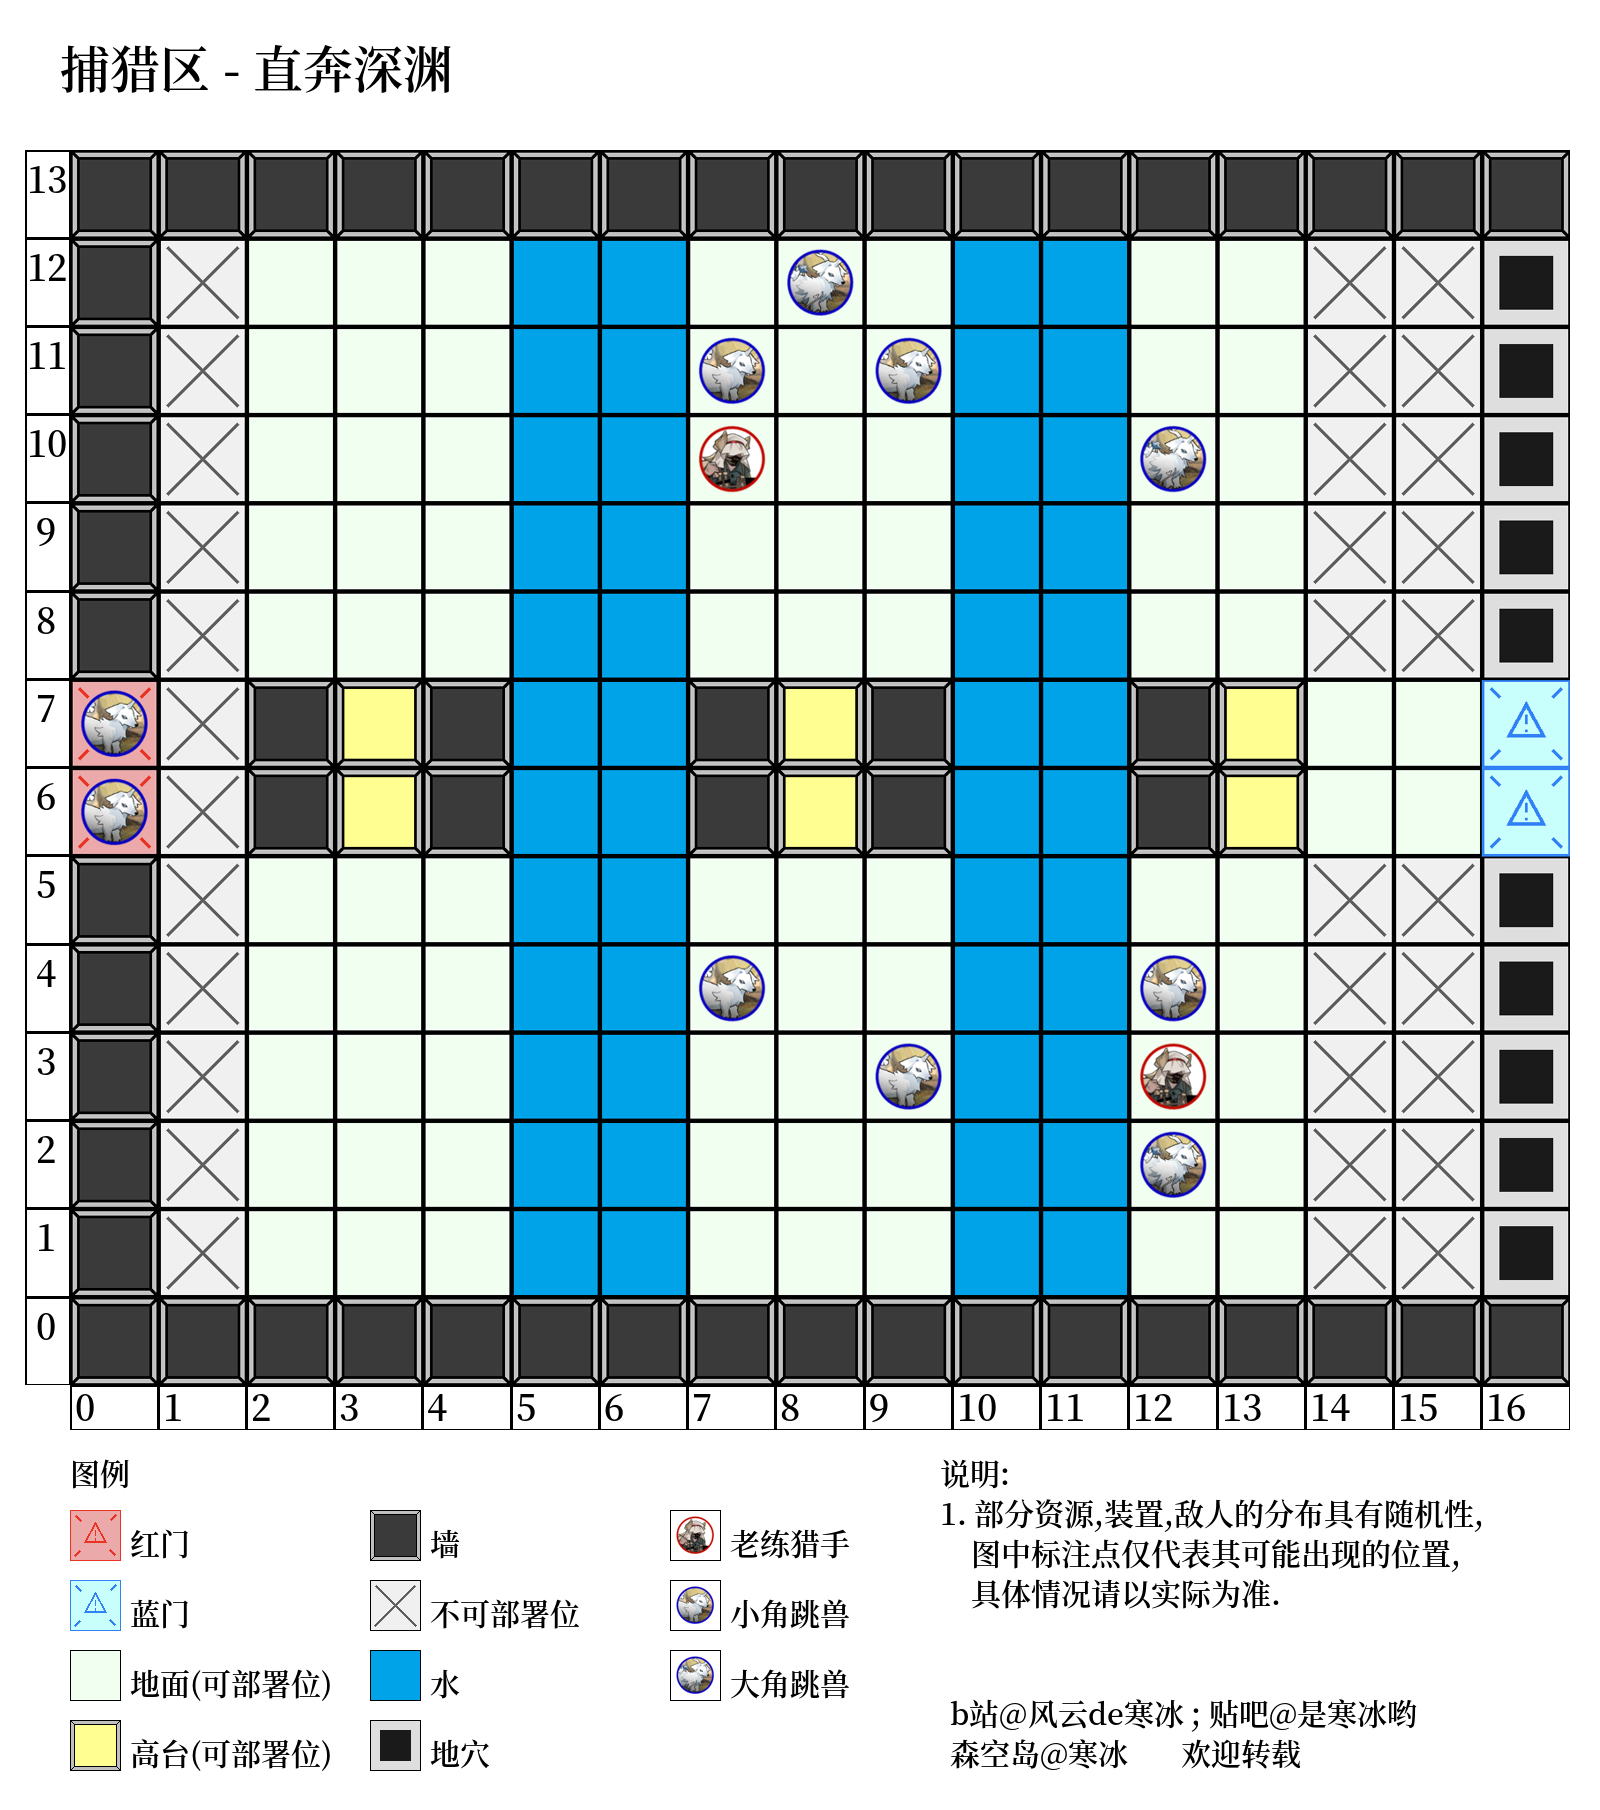 捕猎区 - 直奔深渊
13
12
11
10
9
8
7
6
5
4
3
2
1
0
0 1 2 3 4 5 6 7 8 9 10 11 12 13 14 15 16
图例
红门
蓝门
地面(可部署位)
高台(可部署位)
墙
不可部署位
水
地穴
老练猎手
小角跳兽
大角跳兽
说明:
1. 部分资源,装置,敌人的分布具有随机性,
图中标注点仅代表其可能出现的位置,
具体情况请以实际为准.
b站@风云de寒冰 ; 贴吧@是寒冰哟
森空岛@寒冰 欢迎转载